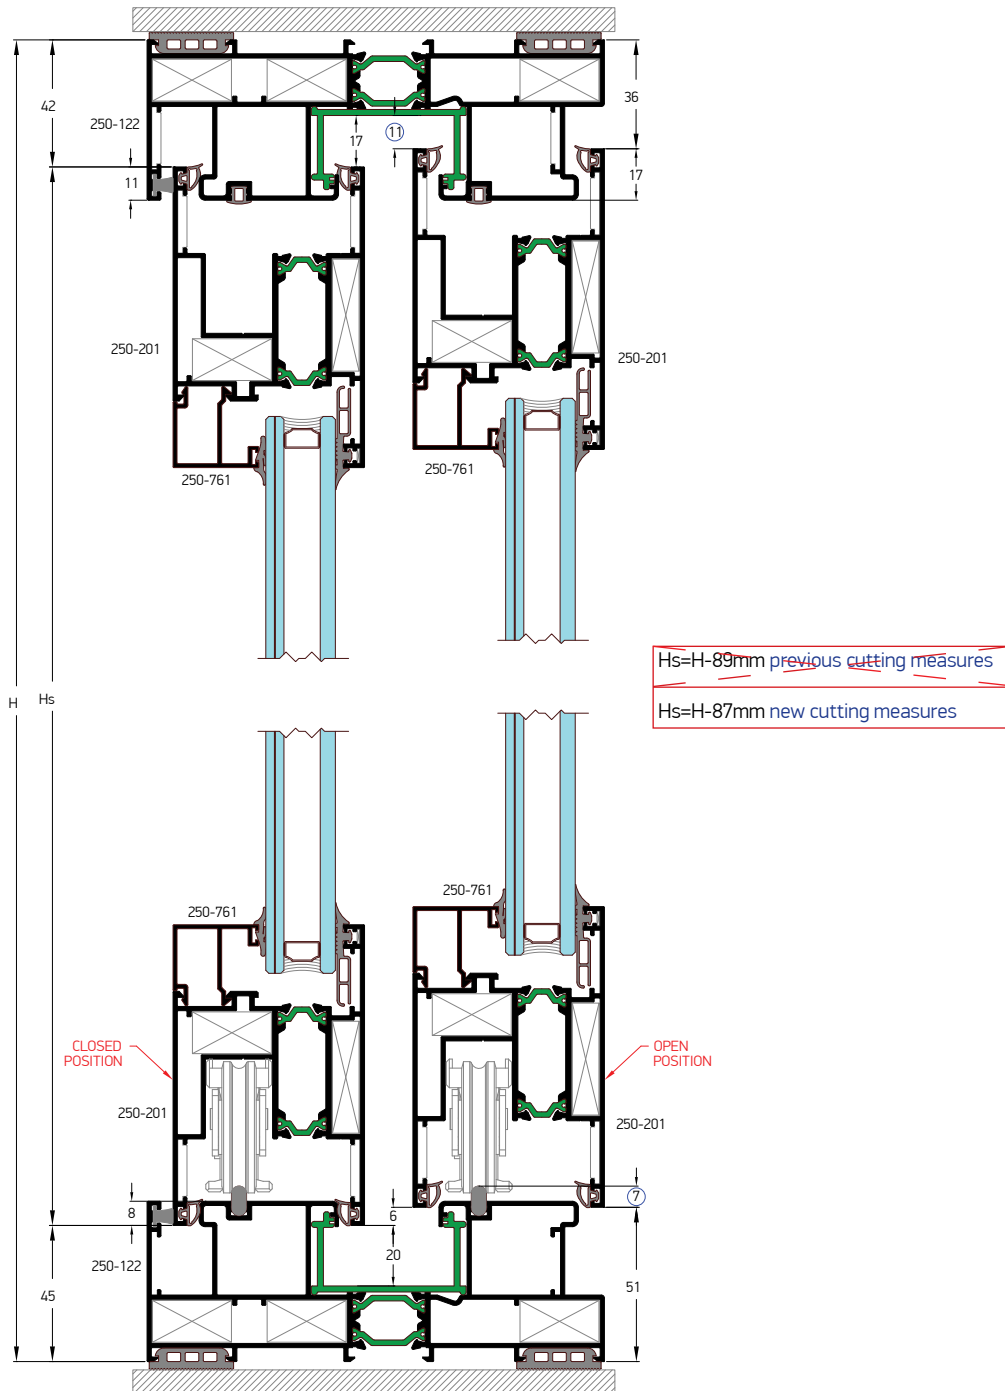 42
36
250-122
11
17
17
11
250-201
250-201
250-761
250-761
Hs=H-89mm previous cutting measures
Hs=H-87mm new cutting measures
H
Hs
250-761
250-761
CLOSED
POSITION
OPEN
POSITION
250-201
250-201
7
8
6
20
250-122
45
51